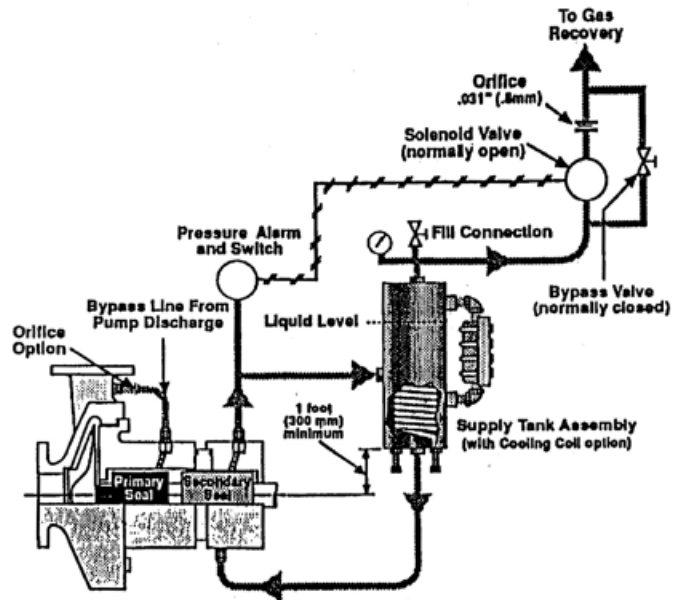 To Gas
Recovery
Orifice
.031" (.8mm)
Solenoid Valve
(normally open)
Pressure Alarm
and Switch
Fill Connection
Bypass Line From
Pump Discharge
Bypass Valve
(normally closed)
Orifice
Option
Liquid Level
1 foot
(300 mm)
minimum
Supply Tank Assembly
(with Cooling Coil option)
Primary
Seal
Secondary
Seal